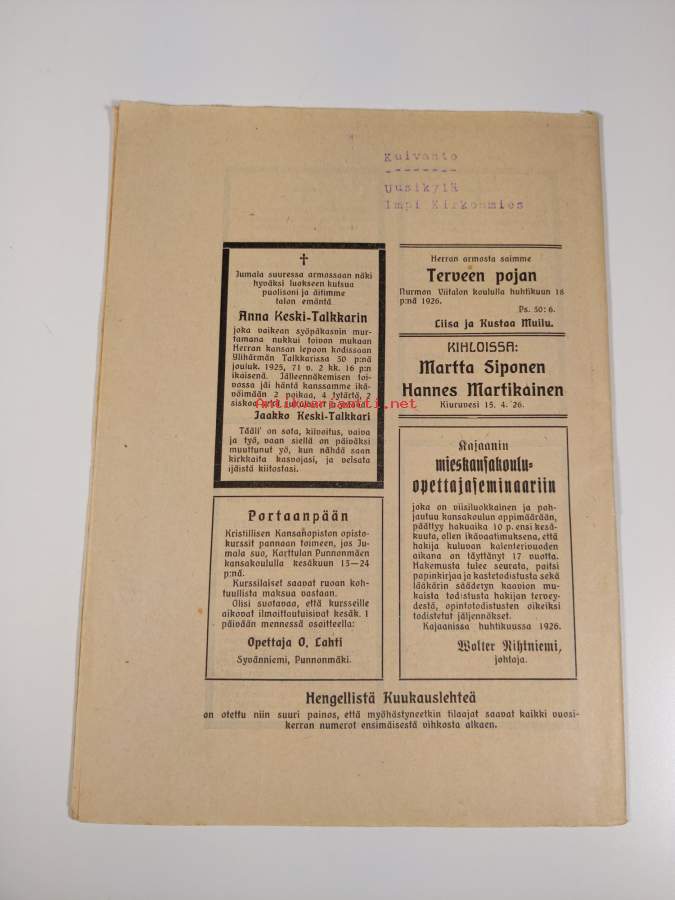 Kuivanto
Uusikylä
Impi Kirkonmies
†
Jumala suuressa armossaan näki
hyväksi luokseen kutsua
puolisoni ja äitimme
talon emäntä
Anna Keski-Talkkarin
joka vaikean syöpäkasvin mur-
tamana nukkui toivon mukaan
Herran kansan lepoon kodissaan
Ylihärmän Talkkarissa 30 p:nä
jouluk. 1925, 71 v. 2 kk. 16 p:n
ikäisenä. Jälleennäkemisen toi-
vossa jäi häntä kanssamme ikä-
vöimään 2 poikaa, 4 tytärtä, 2
siskoa sekä
Jaakko Keski-Talkkari
Tääll' on sota, kilvoitus, vaiva
ja työ, vaan siellä on päiväksi
muuttunut yö, kun nähdä saan
kirkkaita kasvojasi, ja veisata
ijäistä kiitostasi.
Herran armosta saimme
Terveen pojan
Nurmon Viitalan koululla huhtikuun 18
p:nä 1926.
Ps. 50: 6.
Liisa ja Kustaa Muilu.
KIHLOISSA:
Martta Siponen
Hannes Martikainen
Kiuruvesi 15. 4. 26.
Antikvariaatti.net
Portaanpään
Kristillisen Kansanopiston opisto-
kurssit pannaan toimeen, jos Ju-
mala suo, Karttulan Punnonmäen
kansakoululla kesäkuun 13—24
p:nä.
Kurssilaiset saavat ruoan koh-
tuullista maksua vastaan.
Olisi suotavaa, että kursseille
aikovat ilmoittautuisivat kesäk. 1
päivään mennessä osoitteella:
Opettaja O. Lahti
Syvänniemi, Punnonmäki.
Kajaanin
mieskansakoulu-
opettajaseminaariin
joka on viisiluokkainen ja poh-
jautuu kansakoulun oppimäärään,
päättyy hakuaika 10 p. ensi kesä-
kuuta, ollen ikävaatimuksena, että
hakija kuluvan kalenterivuoden
aikana on täyttänyt 17 vuotta.
Hakemusta tulee seurata, paitsi
papinkirjaa ja kastetodistusta sekä
lääkärin säädetyn kaavion mu-
kaista todistusta hakijan tervey-
destä, opintotodistusten oikeiksi
todistetut jäljennökset.
Kajaanissa huhtikuussa 1926.
Wolter Rihtniemi,
johtaja.
Hengellistä Kuukauslehteä
on otettu niin suuri painos, että myöhästyneetkin tilaajat saavat kaikki vuosi-
kerran numerot ensimäisestä vihkosta alkaen.